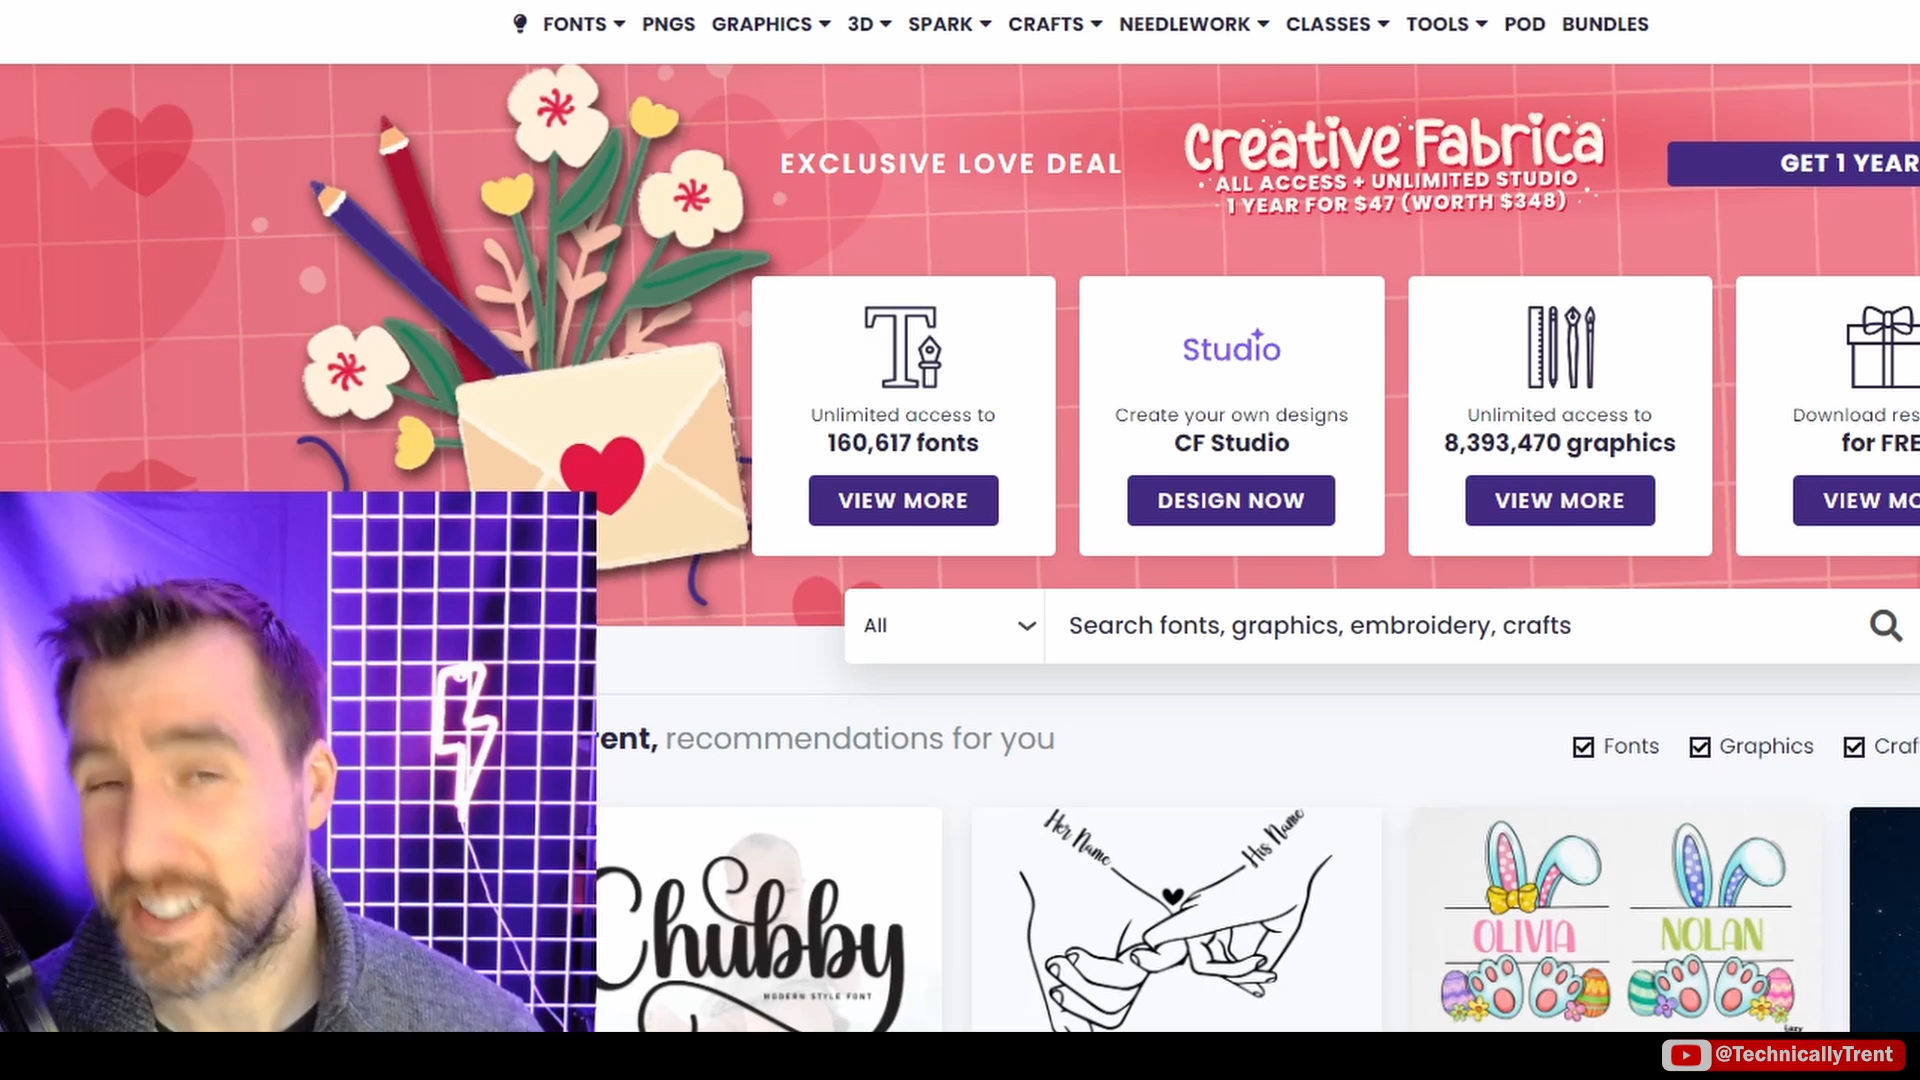 FONTS PNGS GRAPHICS 3D SPARK CRAFTS NEEDLEWORK CLASSES TOOLS POD BUNDLES
EXCLUSIVE LOVE DEAL
Creative Fabrica
ALL ACCESS + UNLIMITED STUDIO
1 YEAR FOR $47 (WORTH $348)
GET 1 YEAR
Unlimited access to
160,617 fonts
VIEW MORE
Studio
Create your own designs
CF Studio
DESIGN NOW
Unlimited access to
8,393,470 graphics
VIEW MORE
Download res
for FRE
VIEW MO
All
Search fonts, graphics, embroidery, crafts
rent, recommendations for you
Fonts
Graphics
Craf
Chubby
MODERN STYLE FONT
Her Name
His Name
OLIVIA
NOLAN
@TechnicallyTrent